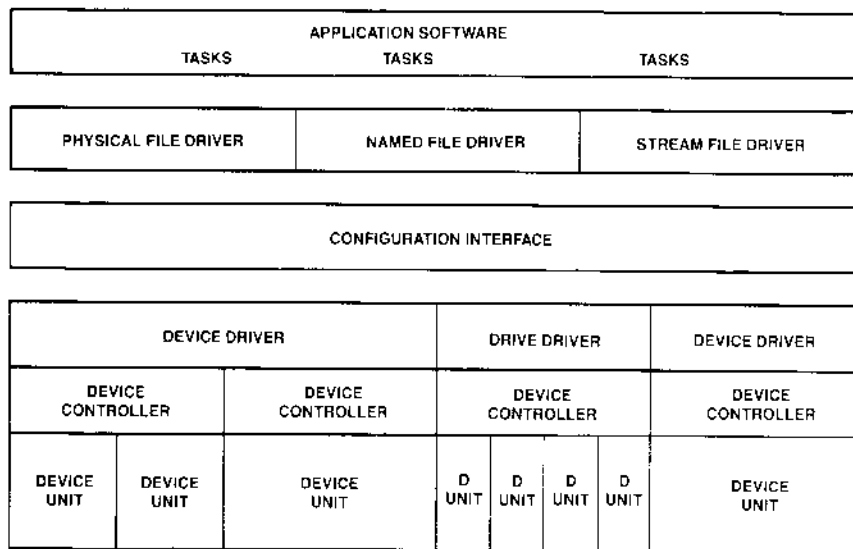 APPLICATION SOFTWARE
TASKS TASKS TASKS
PHYSICAL FILE DRIVER NAMED FILE DRIVER STREAM FILE DRIVER
CONFIGURATION INTERFACE
DEVICE DRIVER DRIVE DRIVER DEVICE DRIVER
DEVICE CONTROLLER
DEVICE CONTROLLER
DEVICE CONTROLLER
DEVICE CONTROLLER
DEVICE UNIT
DEVICE UNIT
DEVICE UNIT
D UNIT
D UNIT
D UNIT
D UNIT
DEVICE UNIT